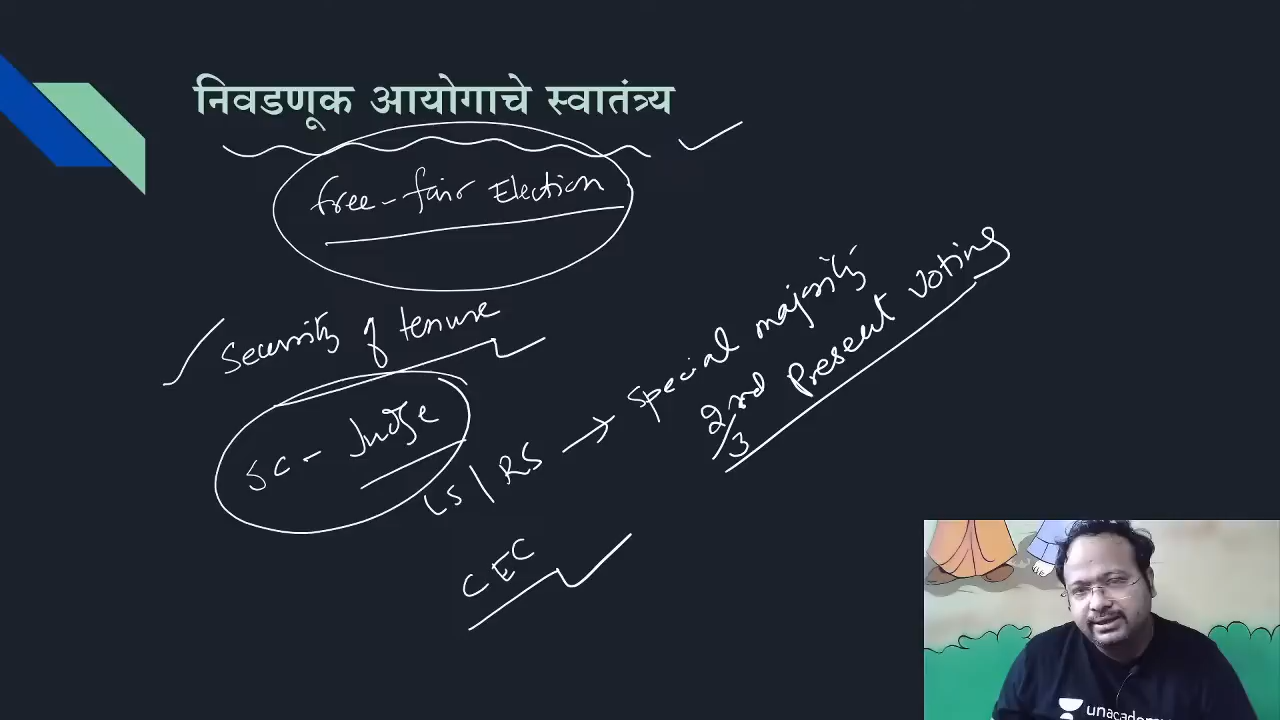 निवडणूक आयोगाचे स्वातंत्र्य
free-fair Election
Security of tenure
SC - Judge
LS / RS → special majority
2/3rd Present voting
CEC
unacademy